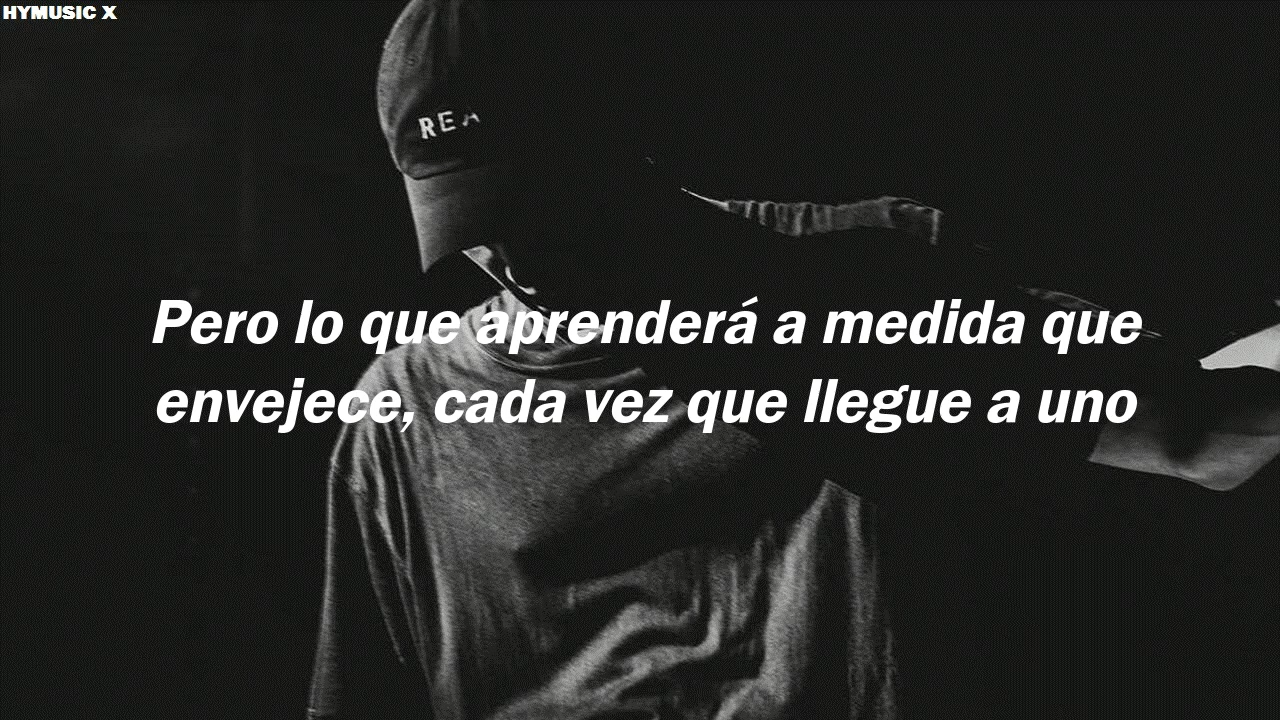 HYMUSIC X
REA
Pero lo que aprenderá a medida que
envejece, cada vez que llegue a uno